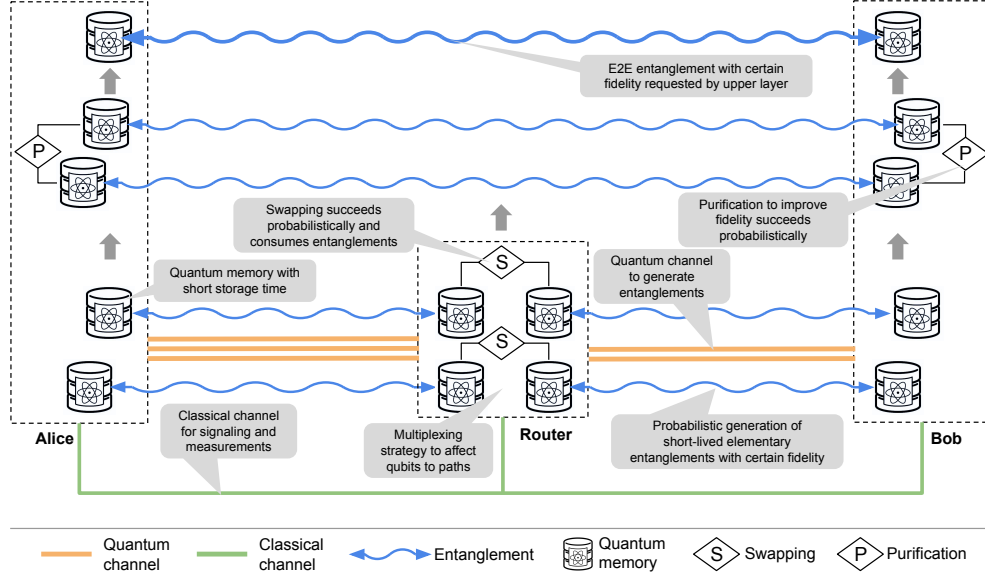 E2E entanglement with certain
fidelity requested by upper layer
P
P
Swapping succeeds
probabilistically and
consumes entanglements
Purification to improve
fidelity succeeds
probabilistically
Quantum memory with
short storage time
S
Quantum channel
to generate
entanglements
S
Classical channel
for signaling and
measurements
Multiplexing
strategy to affect
qubits to paths
Probabilistic generation of
short-lived elementary
entanglements with certain fidelity
Alice
Router
Bob
Quantum
channel
Classical
channel
Entanglement
Quantum
memory
S
Swapping
P
Purification